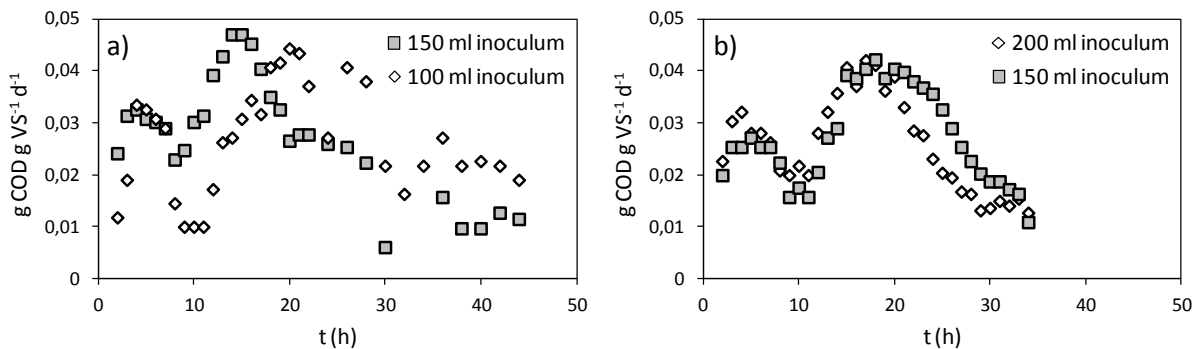 a)
150 ml inoculum
100 ml inoculum
g COD g VS⁻¹ d⁻¹
0,05
0,04
0,03
0,02
0,01
0
0 10 20 30 40 50
t (h)
b)
200 ml inoculum
150 ml inoculum
g COD g VS⁻¹ d⁻¹
0,05
0,04
0,03
0,02
0,01
0
0 10 20 30 40 50
t (h)